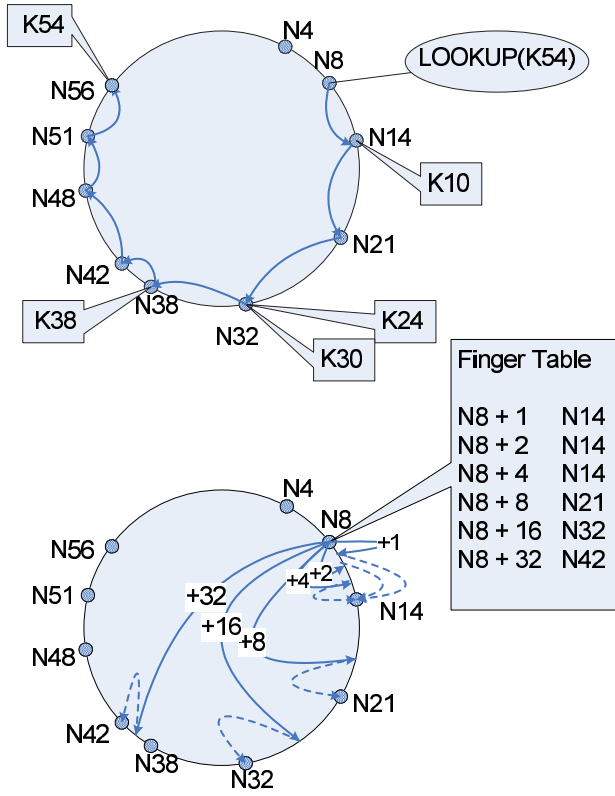 K54
N4
N8
LOOKUP(K54)
N56
N51
N14
K10
N48
N21
N42
N38
K38
N32
K24
K30
Finger Table
N8 + 1 N14
N8 + 2 N14
N8 + 4 N14
N8 + 8 N21
N8 + 16 N32
N8 + 32 N42
N4
N8
+1
N56
+2
+4
N51
+32
N14
+16
+8
N48
N21
N42
N38
N32